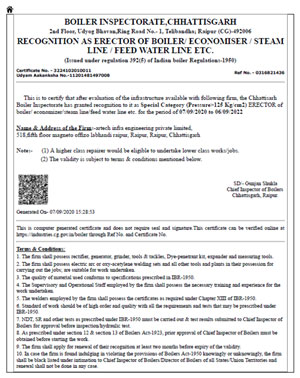 BOILER INSPECTORATE,CHHATTISGARH
2nd Floor, Udyog Bhavan,Ring Road No.- 1, Telibandha; Raipur (CG)-492006
RECOGNITION AS ERECTOR OF BOILER/ ECONOMISER / STEAM
LINE / FEED WATER LINE ETC.
(Issued under regulation 392(5) of Indian boiler Regulations-1950)
Certificate No. - 2224103010011
Udyam Aakanksha No.-11201481497008
Ref No. - 0316821436
This is to certify that after evaluation of the infrastructure available with following firm, the Chhattisgarh
Boiler Inspectorate has granted recognition to it as Special Category (Pressure>125 Kg/cm2) ERECTOR of
boiler/ economiser/steam line/feed water line etc. for the period of 07/09/2020 to 06/09/2022
Name & Address of the Firm:-artech infra engineering private limited,
518,fifth floor magneto offizo labhandi raipur, Raipur, Raipur, Chhattisgarh
Note:- (1) A higher class repairer would be eligible to undertake lower class works/jobs.
(2) The validity is subject to terms & conditions mentioned below.
SD:- Gunjan Shukla
Chief Inspector of Boilers
Chhattisgarh, Raipur.
Generated On- 07/09/2020 15:28:53
This is computer generated certificate and does not require seal and signature.This certificate can be verified online at
https://industries.cg.gov.in/boiler through Ref No. and Certificate No.
Terms & Conditions:
1. The firm shall possess rectifier, generator, grinder, tools & tackles, Dye-penetrant kit, expander and measuring tools.
2. The firm shall possess electric arc or oxy-acetylene welding sets and all other tools and plants in their possession for
carrying out the jobs, are suitable for work undertaken.
3. The quality of material used conforms to specifications prescribed in IBR-1950.
4. The Supervisory and Operational Staff employed by the firm shall possess the necessary training and experience for the
work undertaken.
5. The welders employed by the firm shall possess the certificates as required under Chapter XIII of IBR-1950.
6. Standard of work should be of high order and quality with all the requirements and tests may be prescribed under
IBR-1950.
7. NDT, SR and other tests as prescribed under IBR-1950 must be carried out & test results submitted to Chief Inspector of
Boilers for approval before inspection/hydraulic test.
8. As prescribed under section 12 & section 13 of Boilers Act-1923, prior approval of Chief Inspector of Boilers must be
obtained before starting the work.
9. The firm shall apply for renewal of their recognition at least two months before expiry of the validity.
10. In case the firm is found indulging in violating the provisions of Boilers Act-1950 knowingly or unknowingly, the firm
shall be black listed under intimation to Chief Inspector of Boilers/Director of Boilers of all States/Union Territories and
renewal shall not be done in any case.